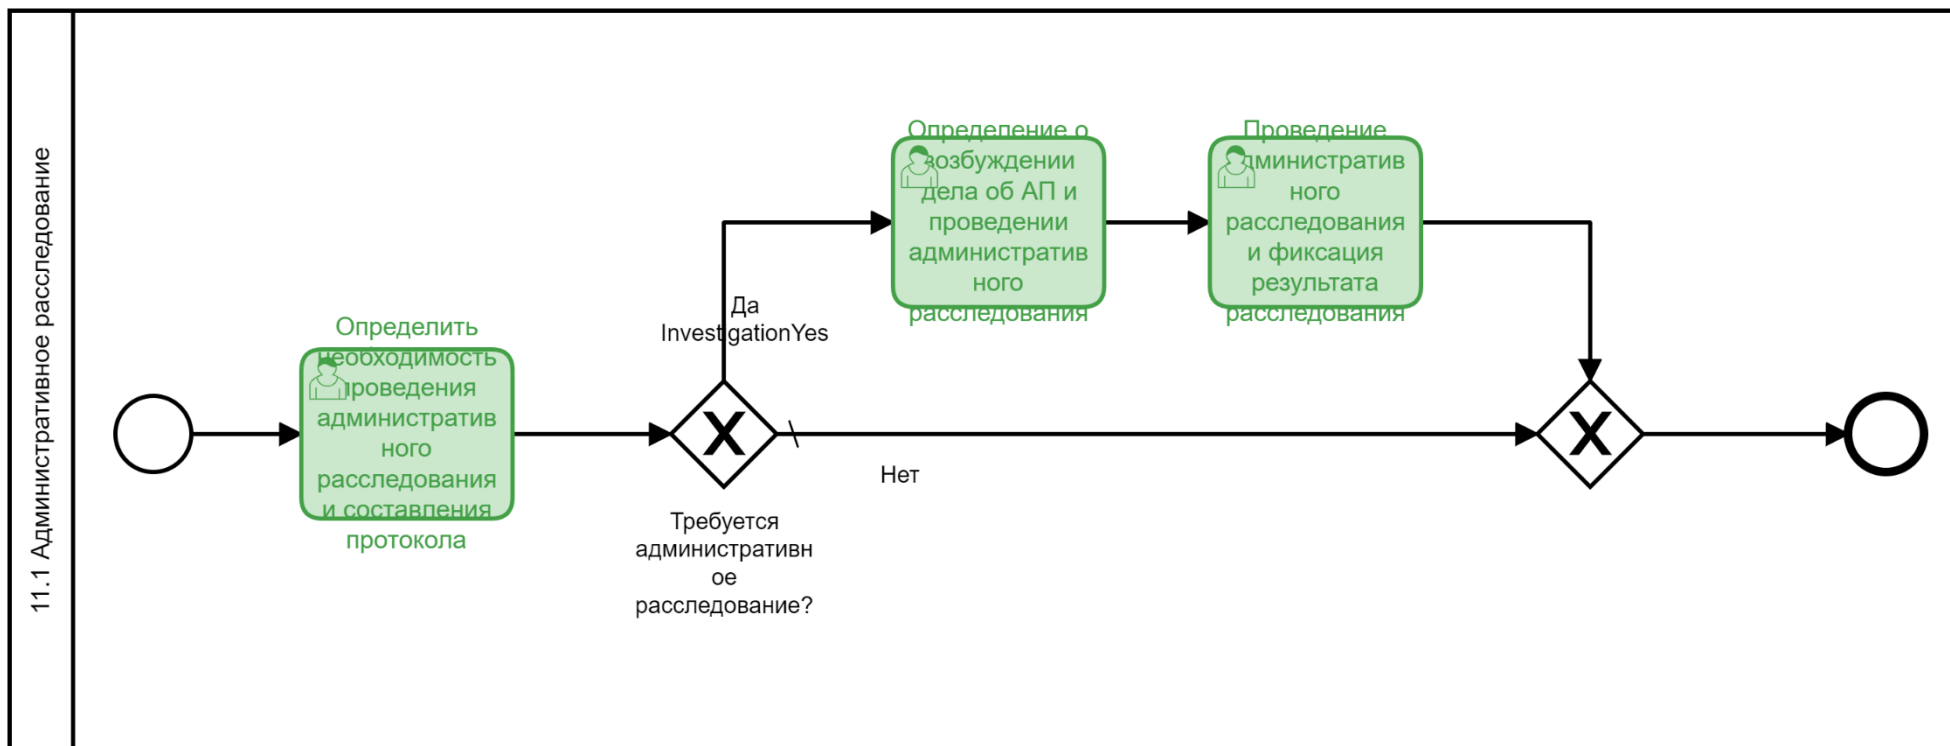 11.1 Административное расследование
Определить
необходимость
проведения
административ
ного
расследования
и составления
протокола
Да
InvestigationYes
Требуется
административн
ое
расследование?
Нет
Определение о
возбуждении
дела об АП и
проведении
административ
ного
расследования
Проведение
административ
ного
расследования
и фиксация
результата
расследования